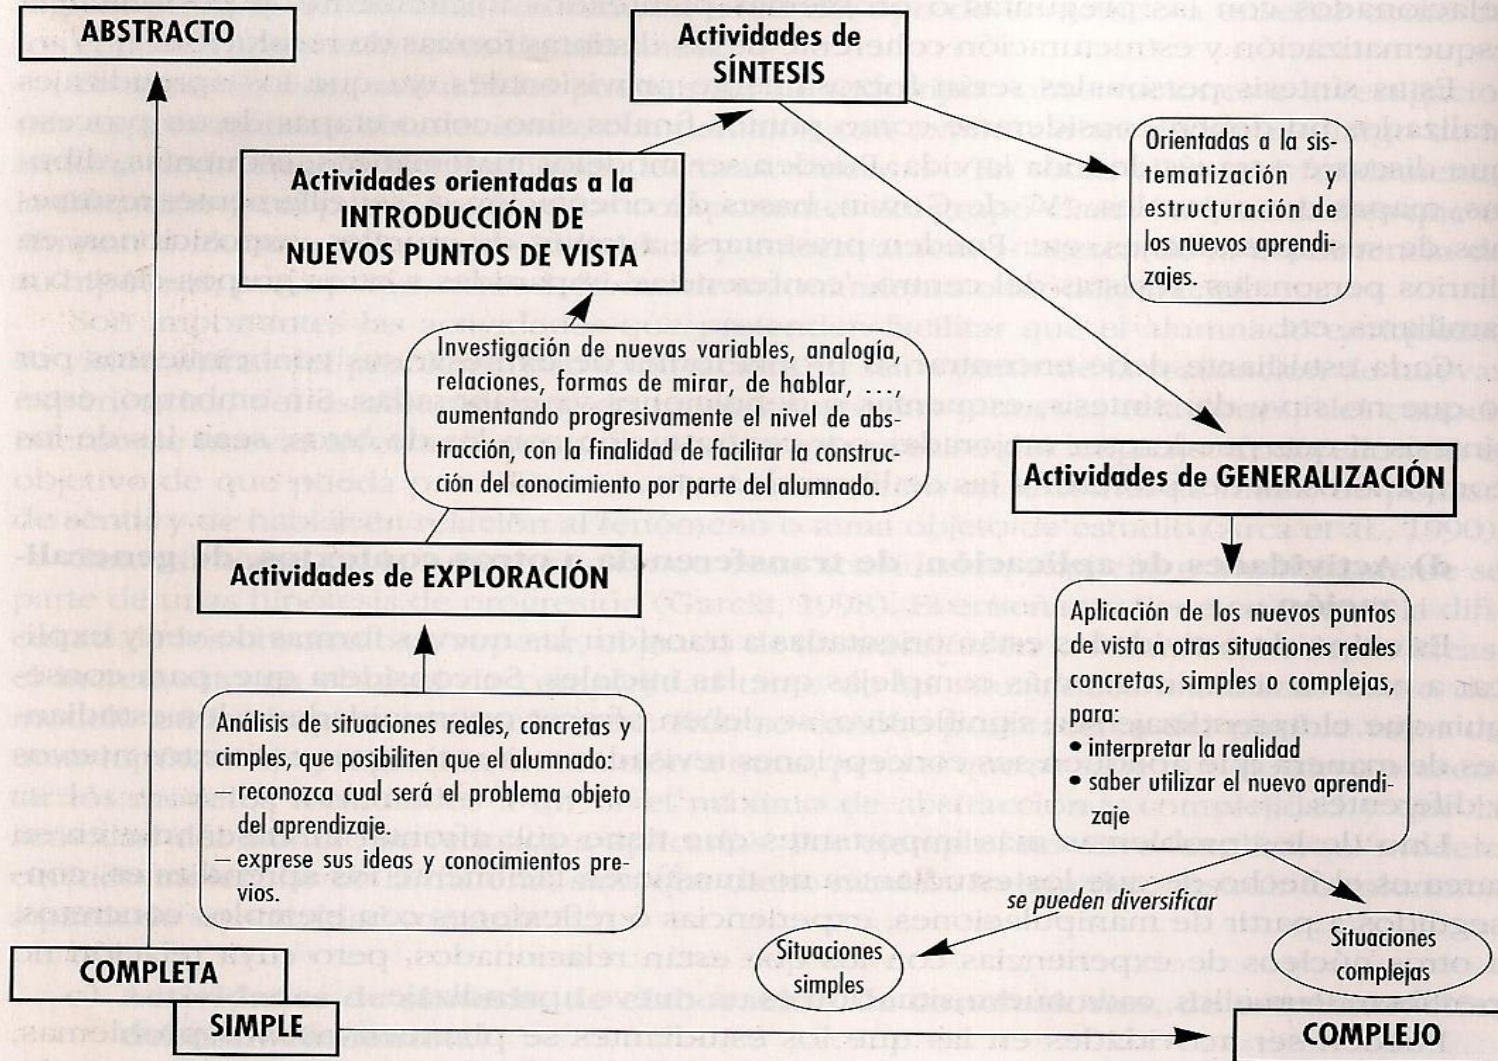 ABSTRACTO
Actividades de
SÍNTESIS
Orientadas a la sis-
tematización y
estructuración de
los nuevos aprendi-
zajes.
Actividades orientadas a la
INTRODUCCIÓN DE
NUEVOS PUNTOS DE VISTA
Investigación de nuevas variables, analogía,
relaciones, formas de mirar, de hablar, ...,
aumentando progresivamente el nivel de abs-
tracción, con la finalidad de facilitar la construc-
ción del conocimiento por parte del alumnado.
Actividades de GENERALIZACIÓN
Actividades de EXPLORACIÓN
Aplicación de los nuevos puntos
de vista a otras situaciones reales
concretas, simples o complejas,
para:
• interpretar la realidad
• saber utilizar el nuevo aprendi-
zaje
Análisis de situaciones reales, concretas y
cimples, que posibiliten que el alumnado:
– reconozca cual será el problema objeto
del aprendizaje.
– exprese sus ideas y conocimientos pre-
vios.
se pueden diversificar
Situaciones
simples
Situaciones
complejas
COMPLETA
SIMPLE
COMPLEJO